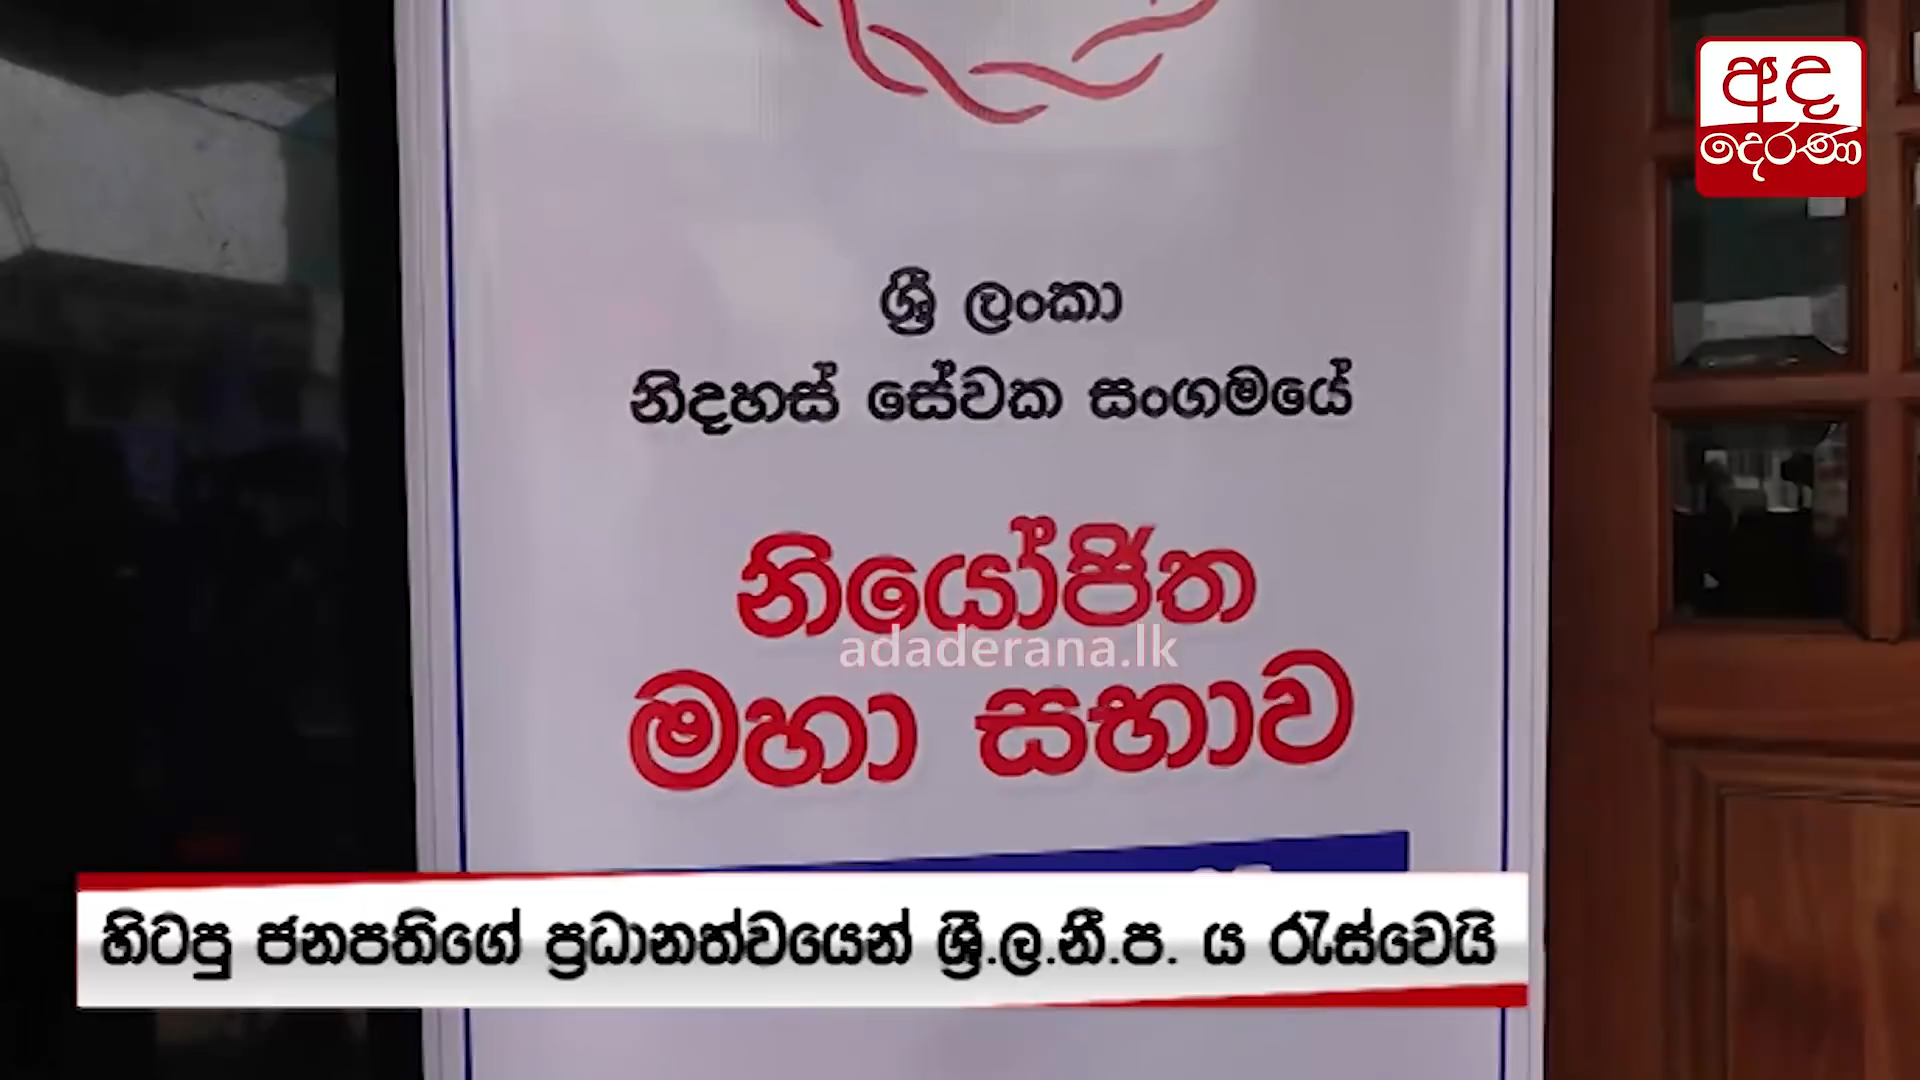 අද
දෙරණ
ශ්‍රී ලංකා
නිදහස් සේවක සංගමයේ
නියෝජිත
adaderana.lk
මහා සභාව
හිටපු ජනපතිගේ ප්‍රධානත්වයෙන් ශ්‍රී.ල.නී.ප. ය රැස්වෙයි